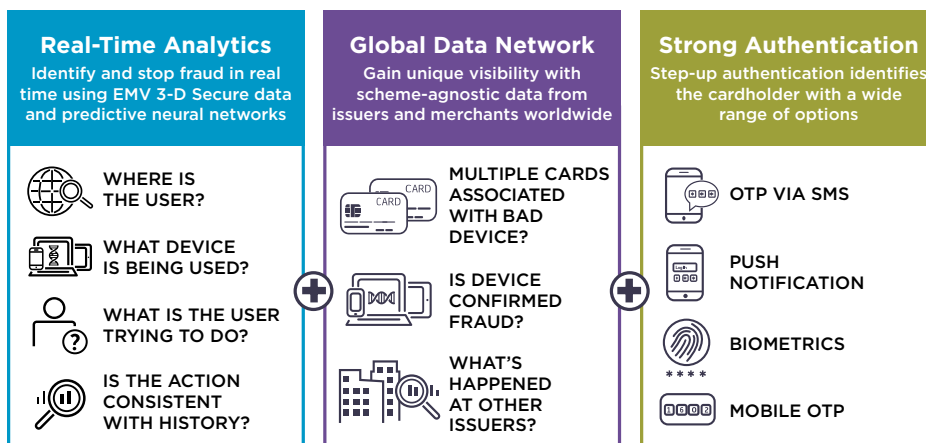 Real-Time Analytics
Identify and stop fraud in real
time using EMV 3-D Secure data
and predictive neural networks
WHERE IS
THE USER?
WHAT DEVICE
IS BEING USED?
WHAT IS THE USER
TRYING TO DO?
?
IS THE ACTION
CONSISTENT
WITH HISTORY?
Global Data Network
Gain unique visibility with
scheme-agnostic data from
issuers and merchants worldwide
CARD
CARD
MULTIPLE CARDS
ASSOCIATED
WITH BAD
DEVICE?
IS DEVICE
CONFIRMED
FRAUD?
WHAT'S
HAPPENED
AT OTHER
ISSUERS?
Strong Authentication
Step-up authentication identifies
the cardholder with a wide
range of options
OTP VIA SMS
Login
PUSH
NOTIFICATION
BIOMETRICS
****
1602
MOBILE OTP